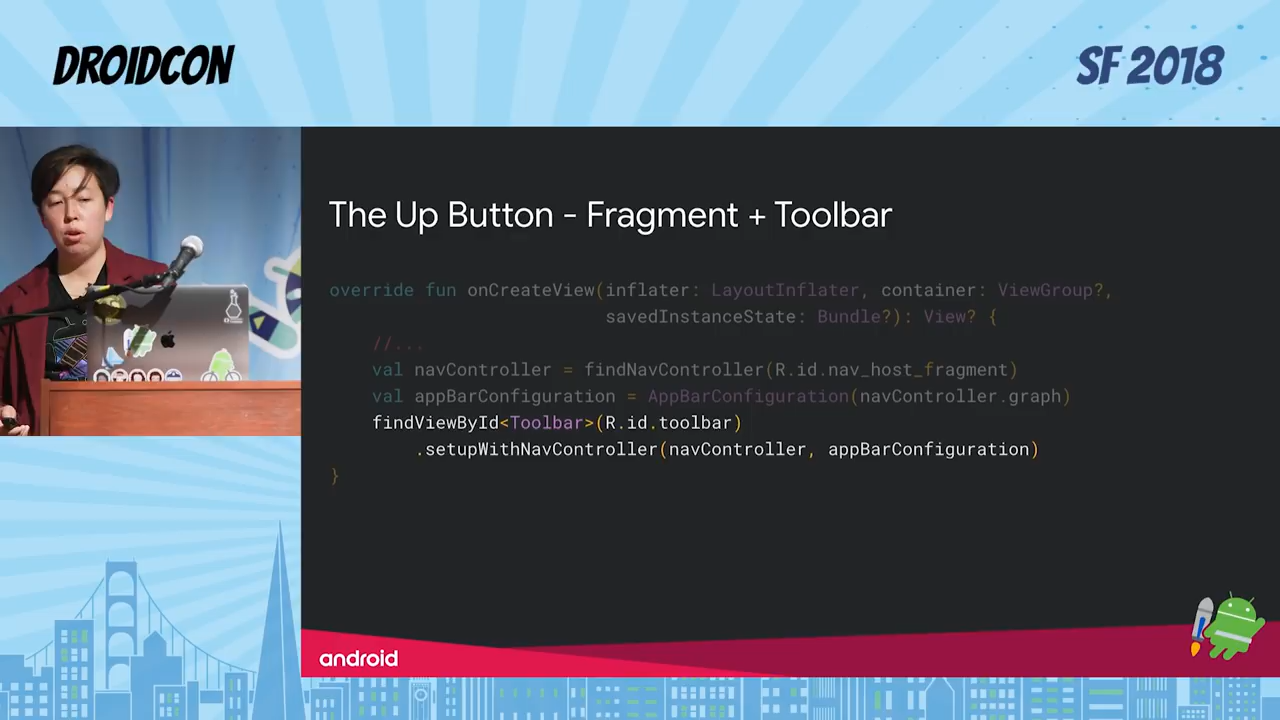 DROIDCON
SF 2018
The Up Button - Fragment + Toolbar
override fun onCreateView(inflater: LayoutInflater, container: ViewGroup?,
savedInstanceState: Bundle?): View? {
//...
val navController = findNavController(R.id.nav_host_fragment)
val appBarConfiguration = AppBarConfiguration(navController.graph)
findViewById<Toolbar>(R.id.toolbar)
.setupWithNavController(navController, appBarConfiguration)
}
android